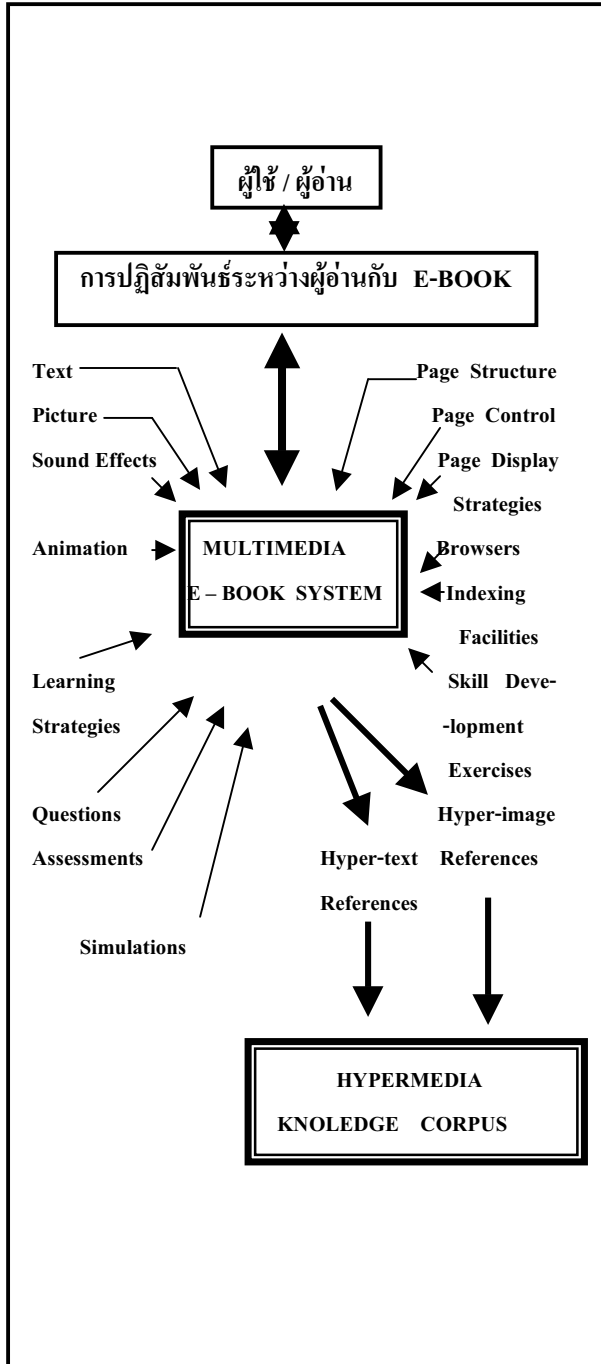 ผู้ใช้ / ผู้อ่าน
การปฏิสัมพันธ์ระหว่างผู้อ่านกับ E-BOOK
Text
Picture
Sound Effects
Animation
Page Structure
Page Control
Page Display
Strategies
Browsers
Indexing
Facilities
Skill Deve-
-lopment
Exercises
MULTIMEDIA
E – BOOK SYSTEM
Learning
Strategies
Questions
Assessments
Simulations
Hyper-text
References
Hyper-image
References
HYPERMEDIA
KNOLEDGE CORPUS